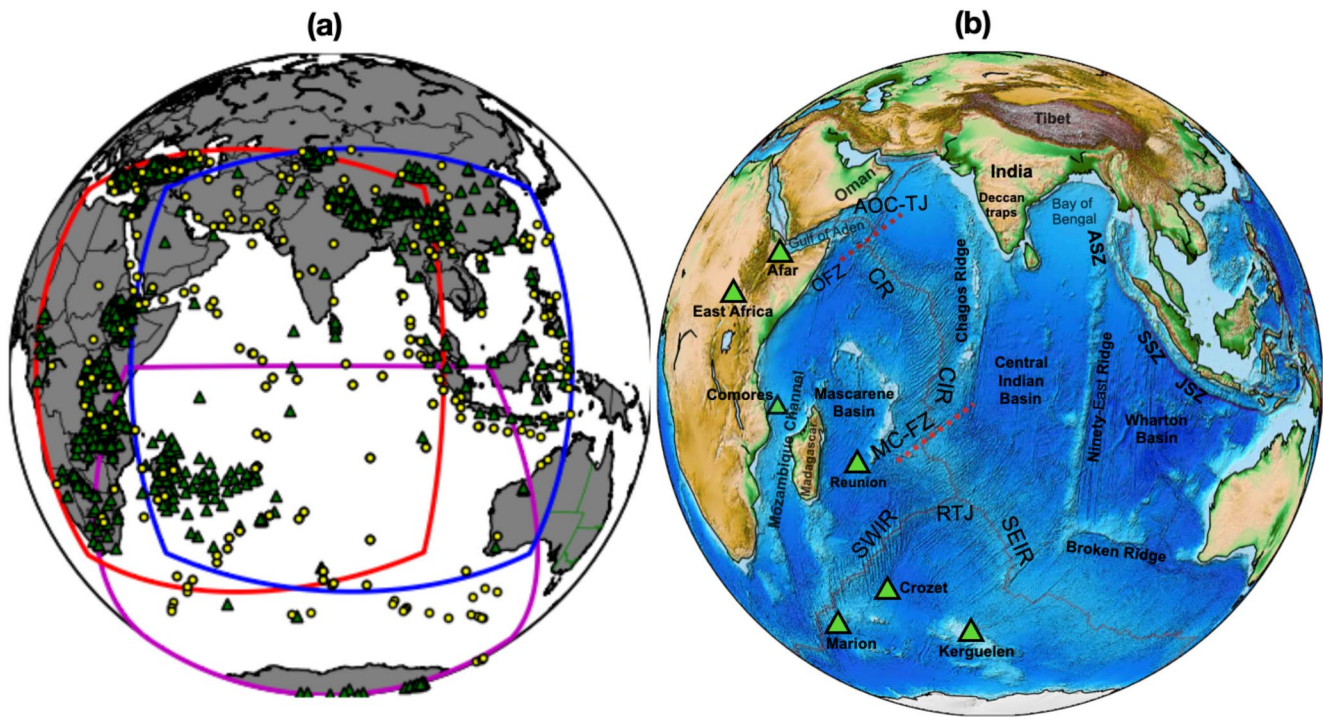 (a)
(b)
Tibet
India
Deccan
traps
Oman
AOC-TJ
Gulf of Aden
Bay of
Bengal
ASZ
Afar
OFZ
CR
Chagos Ridge
East Africa
SSZ
JSZ
Comores
Mozambique Channel
Madagascar
Mascarene
Basin
CIR
Central
Indian
Basin
Ninety-East Ridge
Wharton
Basin
MC-FZ
Reunion
SWIR
RTJ
SEIR
Broken Ridge
Crozet
Marion
Kerguelen